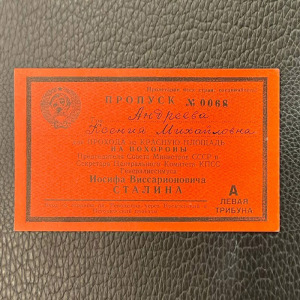 ПРОПУСК № 0068
Андреева
Ксения Михайловна
КРАСНУЮ ПЛОЩАДЬ
НА ПОХОРОНЫ
Председателя Совета Министров СССР и
секретаря Центрального Комитета КПСС
Генералиссимуса
Иосифа Виссарионовича
СТАЛИНА
А
ЛЕВАЯ
ТРИБУНА